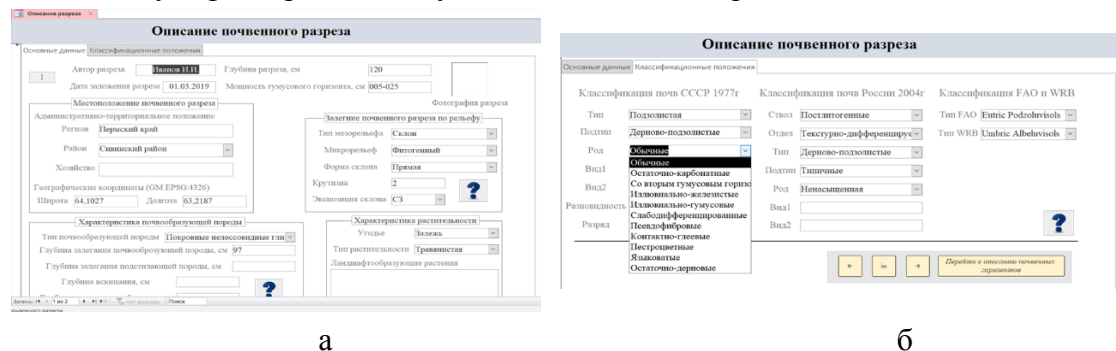 Описание разреза
Описание почвенного разреза
Основные данные Классификационные положения
1
Автор разреза Иванов И.И. Глубина разреза, см 120
Дата заложения разреза 01.03.2019 Мощность гумусового горизонта, см 005-025
Фотография разреза
Местоположение почвенного разреза
Административно-территориальное положение
Регион Пермский край
Район Сивинский район
Хозяйство
Географические координаты (GM EPSG:4326)
Широта 64,1027 Долгота 63,2187
Залегние почвенного разреза по рельефу
Тип мезорельефа Склон
Микрорельеф Фитогенный
Форма склона Прямая
Крутизна 2
Экспозиция склона СЗ
?
Характеристика почвообразующей породы
Тип почвообразующей породы Покровные нелессовидные гли
Глубина залегания почвообразующей породы, см 97
Глубина залегания подстилающей породы, см
Глубина вскипания, см
?
Характеристика растительности
Угодье Залежь
Тип растительности Травянистая
Ландшафтообразующие растения
Запись: 1 из 2 Поиск
а
Описание почвенного разреза
Основные данные Классификационные положения
Классификация почв СССР 1977г
Тип Подзолистая
Подтип Дерново-подзолистые
Род Обычные
Обычные
Остаточно-карбонатные
Со вторым гумусовым горизо
Иллювиально-железистые
Иллювиально-гумусовые
Слабодифференцированные
Псевдофибровые
Контактно-глеевые
Пестроцветные
Языковатые
Остаточно-дерновые
Вид1
Вид2
Разновидность
Разряд
Классификация почв России 2004г
Ствол Постлитогенные
Отдел Текстурно-дифференцируе
Тип Дерново-подзолистые
Подтип Типичные
Род Ненасыщенная
Вид1
Вид2
Классификация FAO и WRB
Тип FAO Eutric Podzoluvisols
Тип WRB Umbric Albeluvisols
?
Перейти к описанию почвенных
горизонтов
б